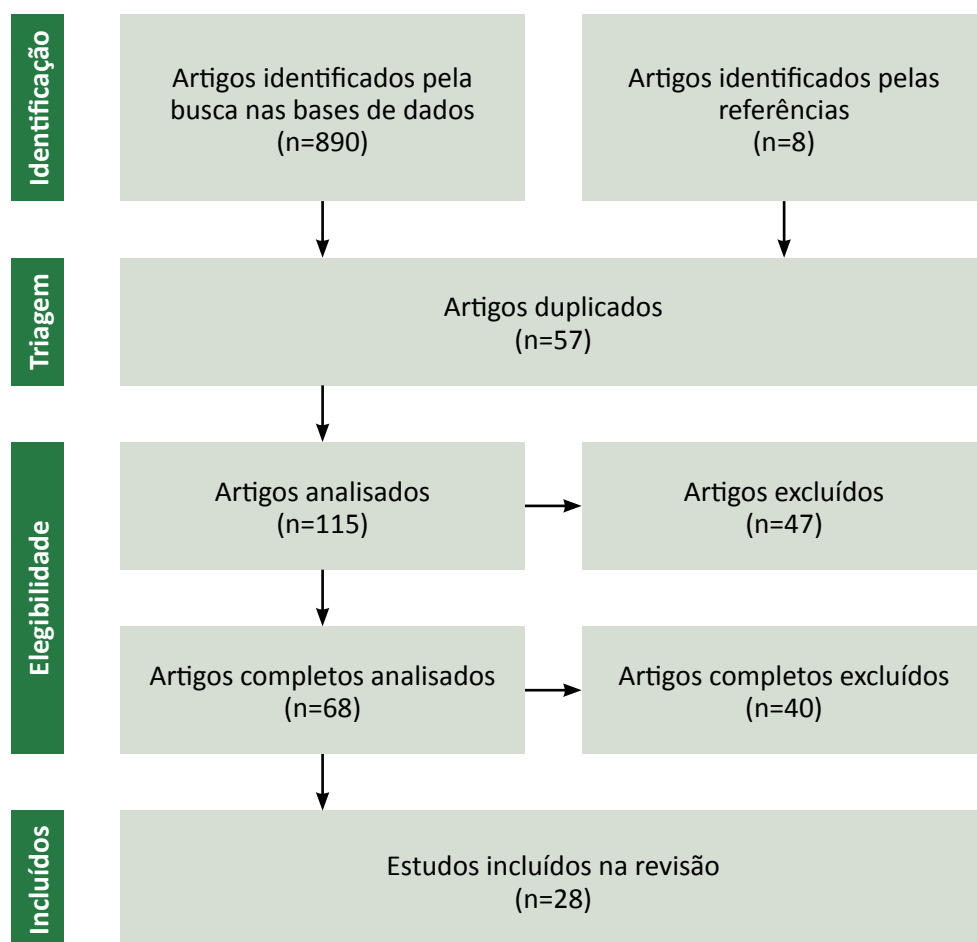 Identificação
Artigos identificados pela
busca nas bases de dados
(n=890)
Artigos identificados pelas
referências
(n=8)
Triagem
Artigos duplicados
(n=57)
Elegibilidade
Artigos analisados
(n=115)
Artigos excluídos
(n=47)
Artigos completos analisados
(n=68)
Artigos completos excluídos
(n=40)
Incluídos
Estudos incluídos na revisão
(n=28)